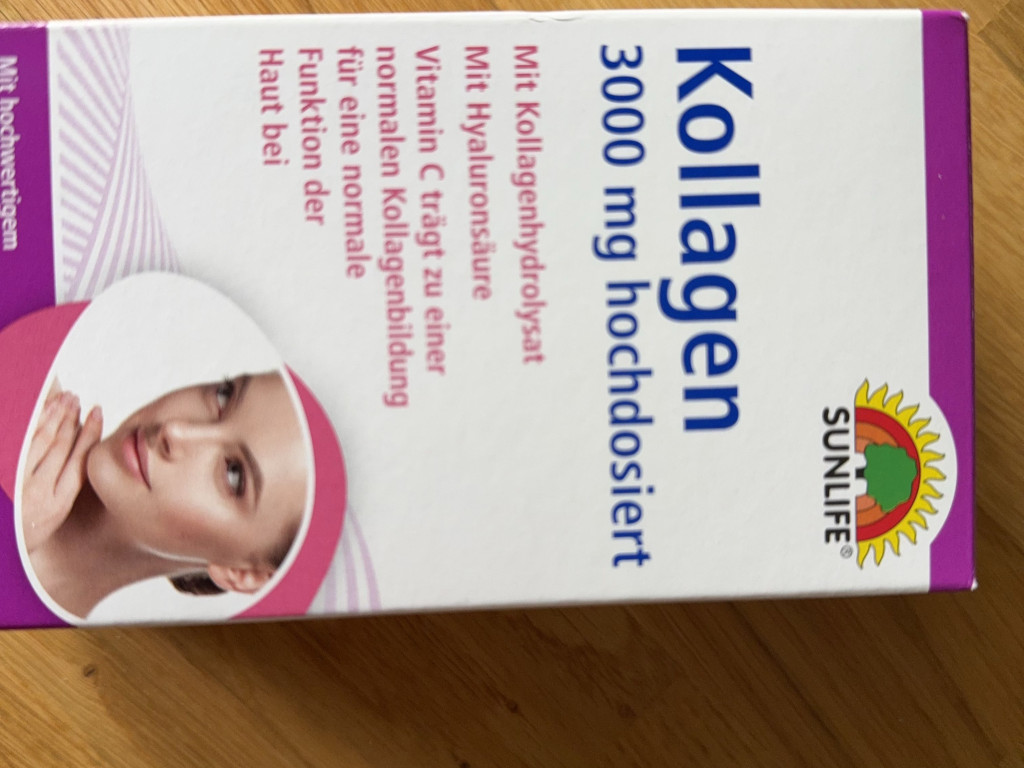 SUNLIFE®
Kollagen
3000 mg hochdosiert
Mit Kollagenhydrolysat
Mit Hyaluronsäure
Vitamin C trägt zu einer
normalen Kollagenbildung
für eine normale
Funktion der
Haut bei
Mit hochwertigem